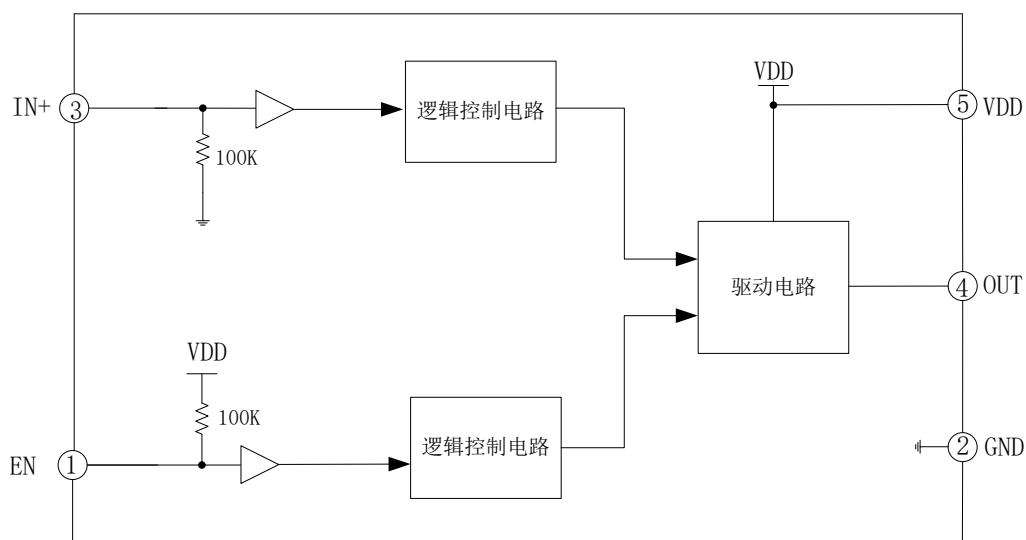 VDD
IN+
③
逻辑控制电路
⑤
VDD
100K
驱动电路
④
OUT
VDD
100K
逻辑控制电路
②
GND
EN
①